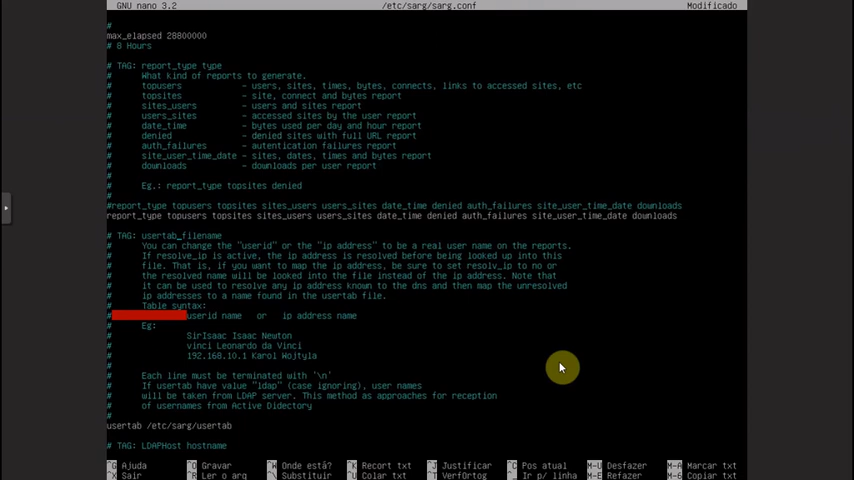 GNU nano 3.2 /etc/sarg/sarg.conf Modificado
#
max_elapsed 28800000
# 8 Hours
# TAG: report_type type
# What kind of reports to generate.
# topusers - users, sites, times, bytes, connects, links to accessed sites, etc
# topsites - site, connect and bytes report
# sites_users - users and sites report
# users_sites - accessed sites by the user report
# date_time - bytes used per day and hour report
# denied - denied sites with full URL report
# auth_failures - autentication failures report
# site_user_time_date - sites, dates, times and bytes report
# downloads - downloads per user report
#
# Eg.: report_type topsites denied
#
#report_type topusers topsites sites_users users_sites date_time denied auth_failures site_user_time_date downloads
report_type topusers topsites sites_users users_sites date_time denied auth_failures site_user_time_date downloads
# TAG: usertab_filename
# You can change the "userid" or the "ip address" to be a real user name on the reports.
# If resolve_ip is active, the ip address is resolved before being looked up into this
# file. That is, if you want to map the ip address, be sure to set resolv_ip to no or
# the resolved name will be looked into the file instead of the ip address. Note that
# it can be used to resolve any ip address known to the dns and then map the unresolved
# ip addresses to a name found in the usertab file.
# Table syntax:
# userid name or ip address name
# Eg:
# SirIsaac Isaac Newton
# vinci Leonardo da Vinci
# 192.168.10.1 Karol Wojtyla
#
# Each line must be terminated with '\n'
# If usertab have value "ldap" (case ignoring), user names
# will be taken from LDAP server. This method as approaches for reception
# of usernames from Active Didectory
#
usertab /etc/sarg/usertab
# TAG: LDAPHost hostname
^G Ajuda ^O Gravar ^W Onde está? ^K Recort txt ^J Justificar ^C Pos atual M-U Desfazer M-A Marcar txt
^X Sair ^R Ler o arq ^\ Substituir ^U Colar txt ^T VerfOrtog ^_ Ir p/ linha M-E Refazer M-6 Copiar txt